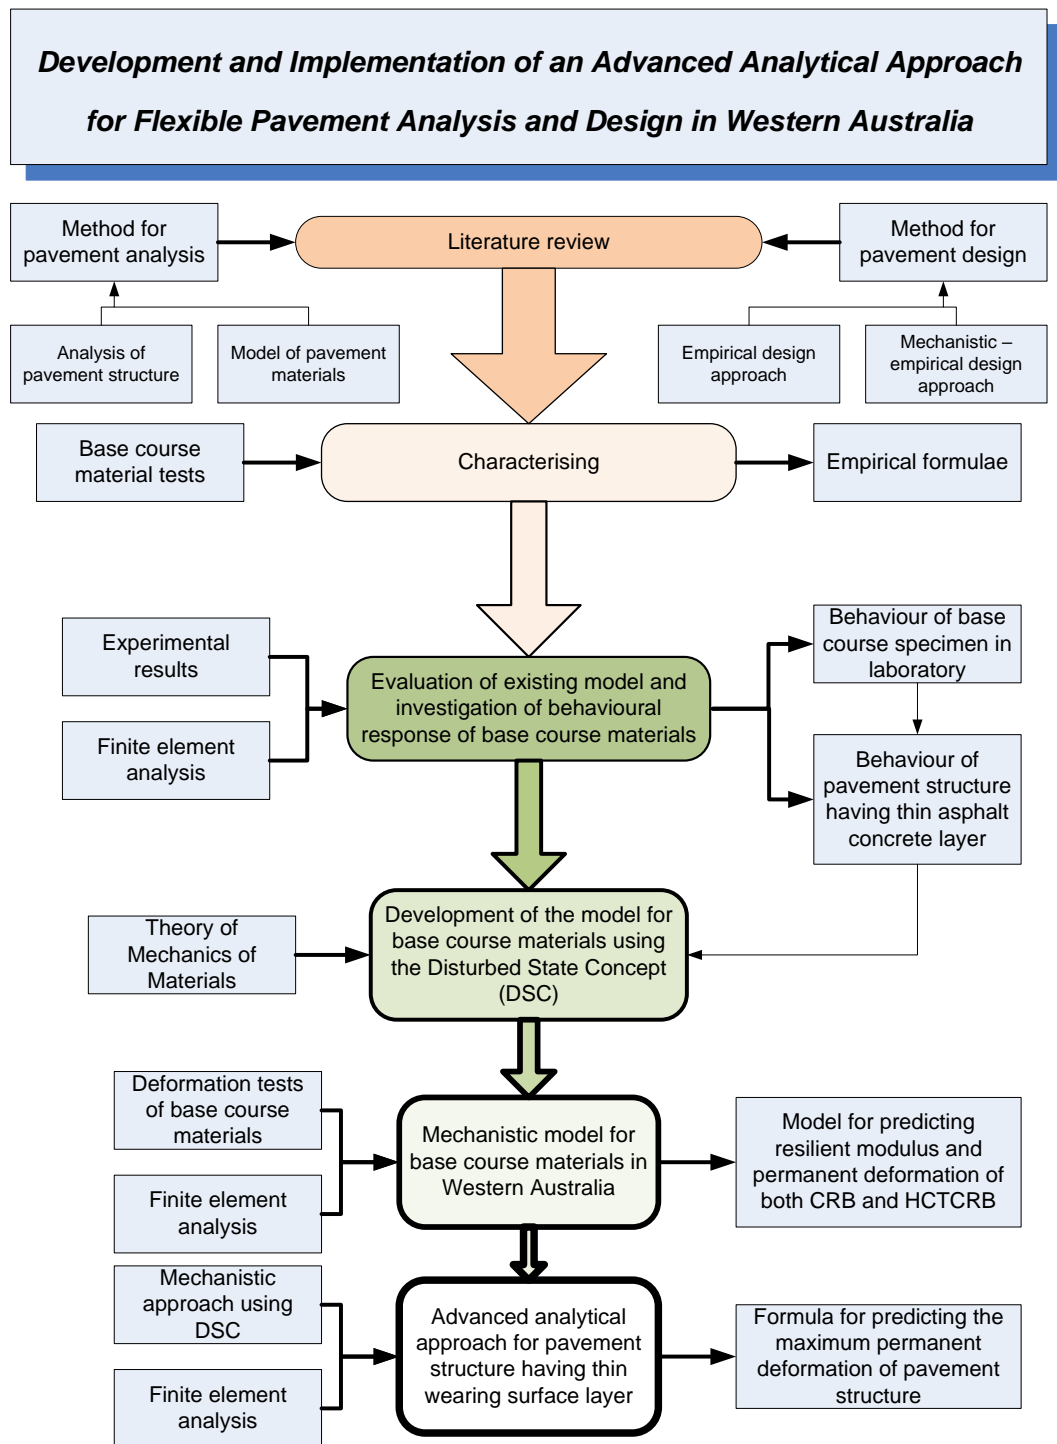 Development and Implementation of an Advanced Analytical Approach
for Flexible Pavement Analysis and Design in Western Australia
Method for
pavement analysis
Literature review
Method for
pavement design
Analysis of
pavement structure
Model of pavement
materials
Empirical design
approach
Mechanistic –
empirical design
approach
Base course
material tests
Characterising
Empirical formulae
Experimental
results
Finite element
analysis
Evaluation of existing model and
investigation of behavioural
response of base course materials
Behaviour of base
course specimen in
laboratory
Behaviour of
pavement structure
having thin asphalt
concrete layer
Theory of
Mechanics of
Materials
Development of the model for
base course materials using
the Disturbed State Concept
(DSC)
Deformation tests
of base course
materials
Finite element
analysis
Mechanistic model for
base course materials in
Western Australia
Model for predicting
resilient modulus and
permanent deformation of
both CRB and HCTCRB
Mechanistic
approach using
DSC
Finite element
analysis
Advanced analytical
approach for pavement
structure having thin
wearing surface layer
Formula for predicting the
maximum permanent
deformation of pavement
structure